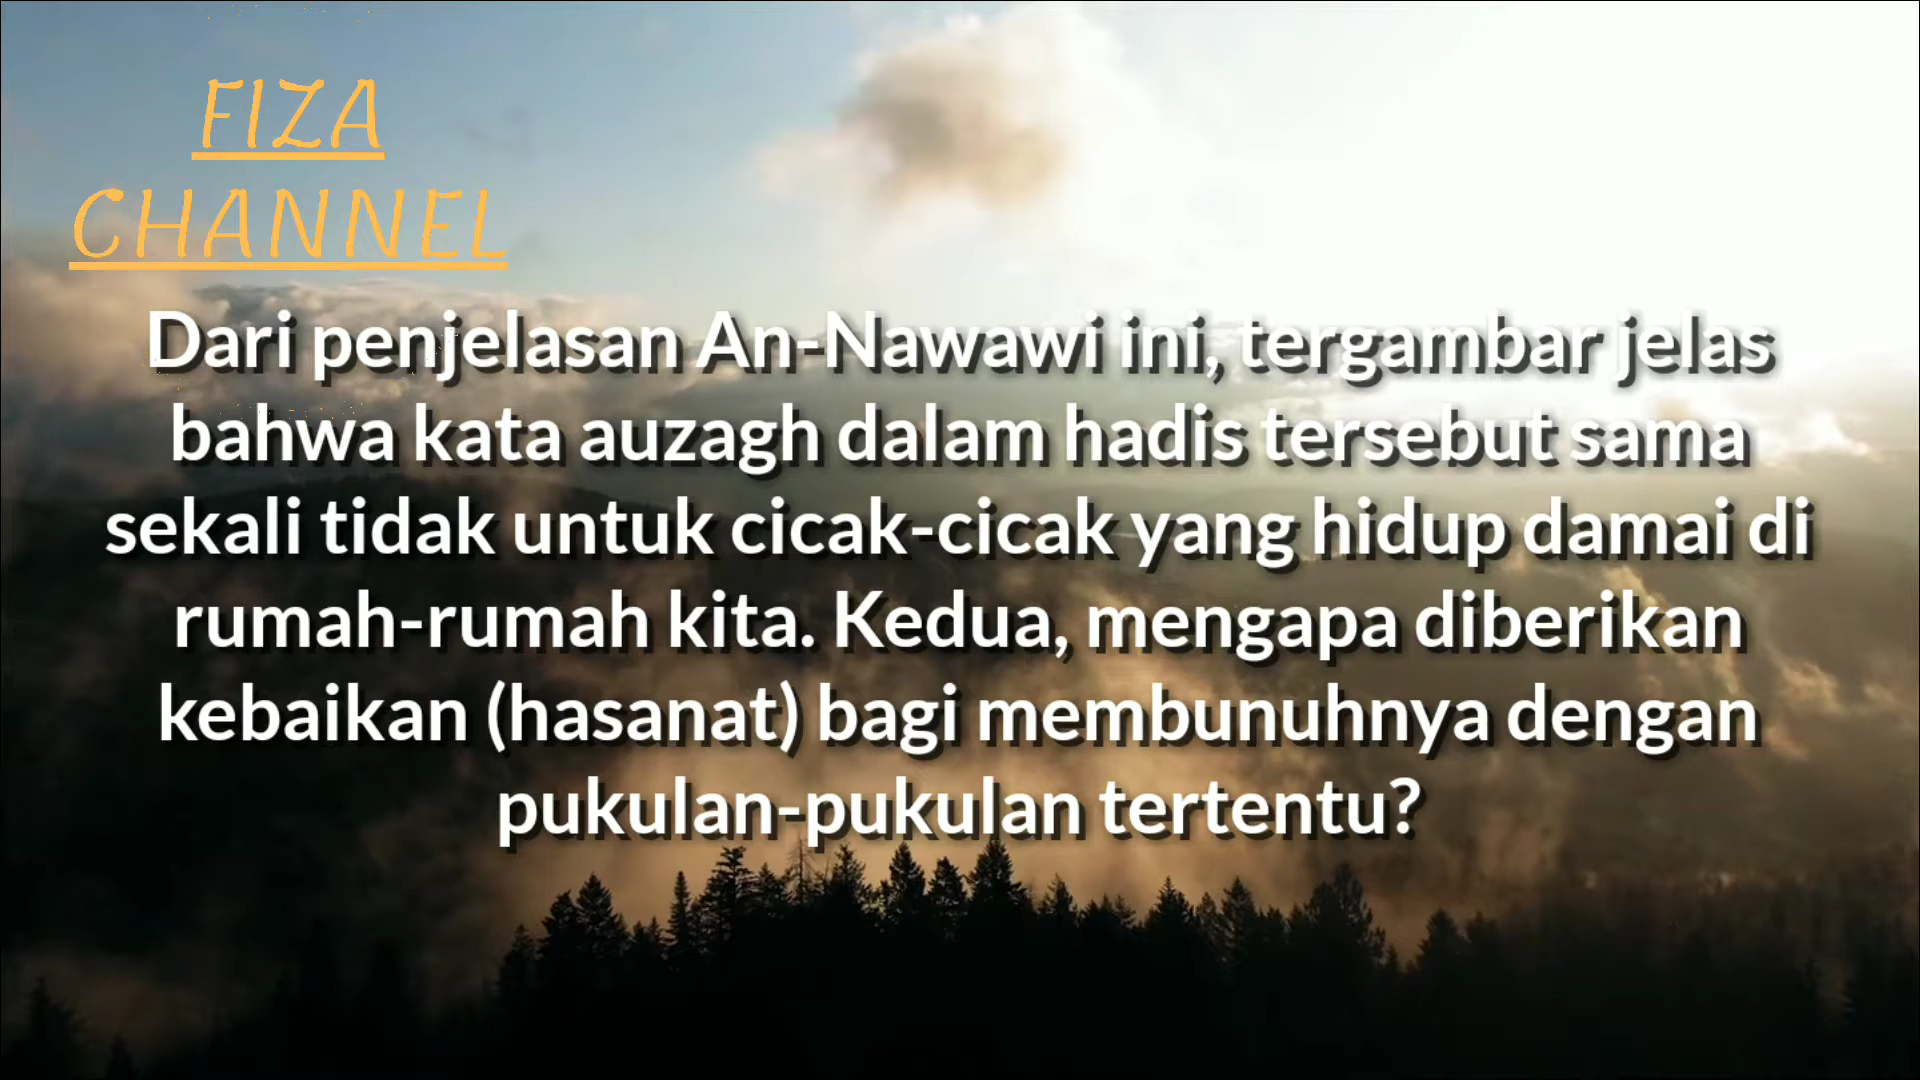 FIZA
CHANNEL
Dari penjelasan An-Nawawi ini, tergambar jelas
bahwa kata auzagh dalam hadis tersebut sama
sekali tidak untuk cicak-cicak yang hidup damai di
rumah-rumah kita. Kedua, mengapa diberikan
kebaikan (hasanat) bagi membunuhnya dengan
pukulan-pukulan tertentu?